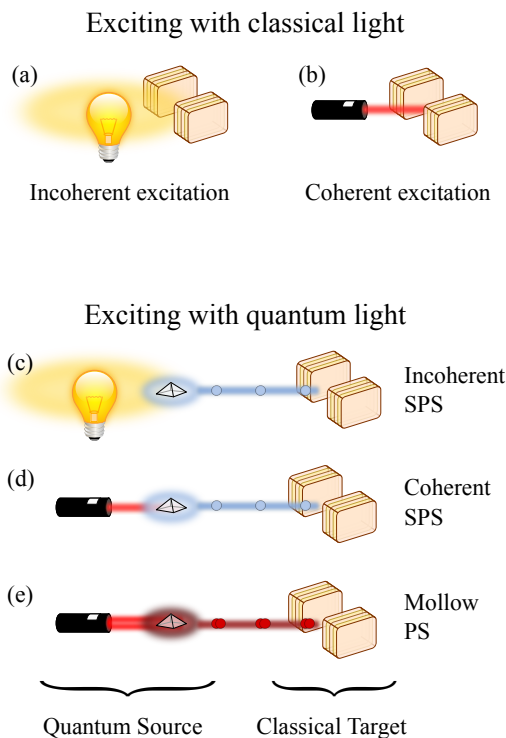 Exciting with classical light
(a)
(b)
Incoherent excitation
Coherent excitation
Exciting with quantum light
(c)
Incoherent
SPS
(d)
Coherent
SPS
(e)
Mollow
PS
Quantum Source
Classical Target